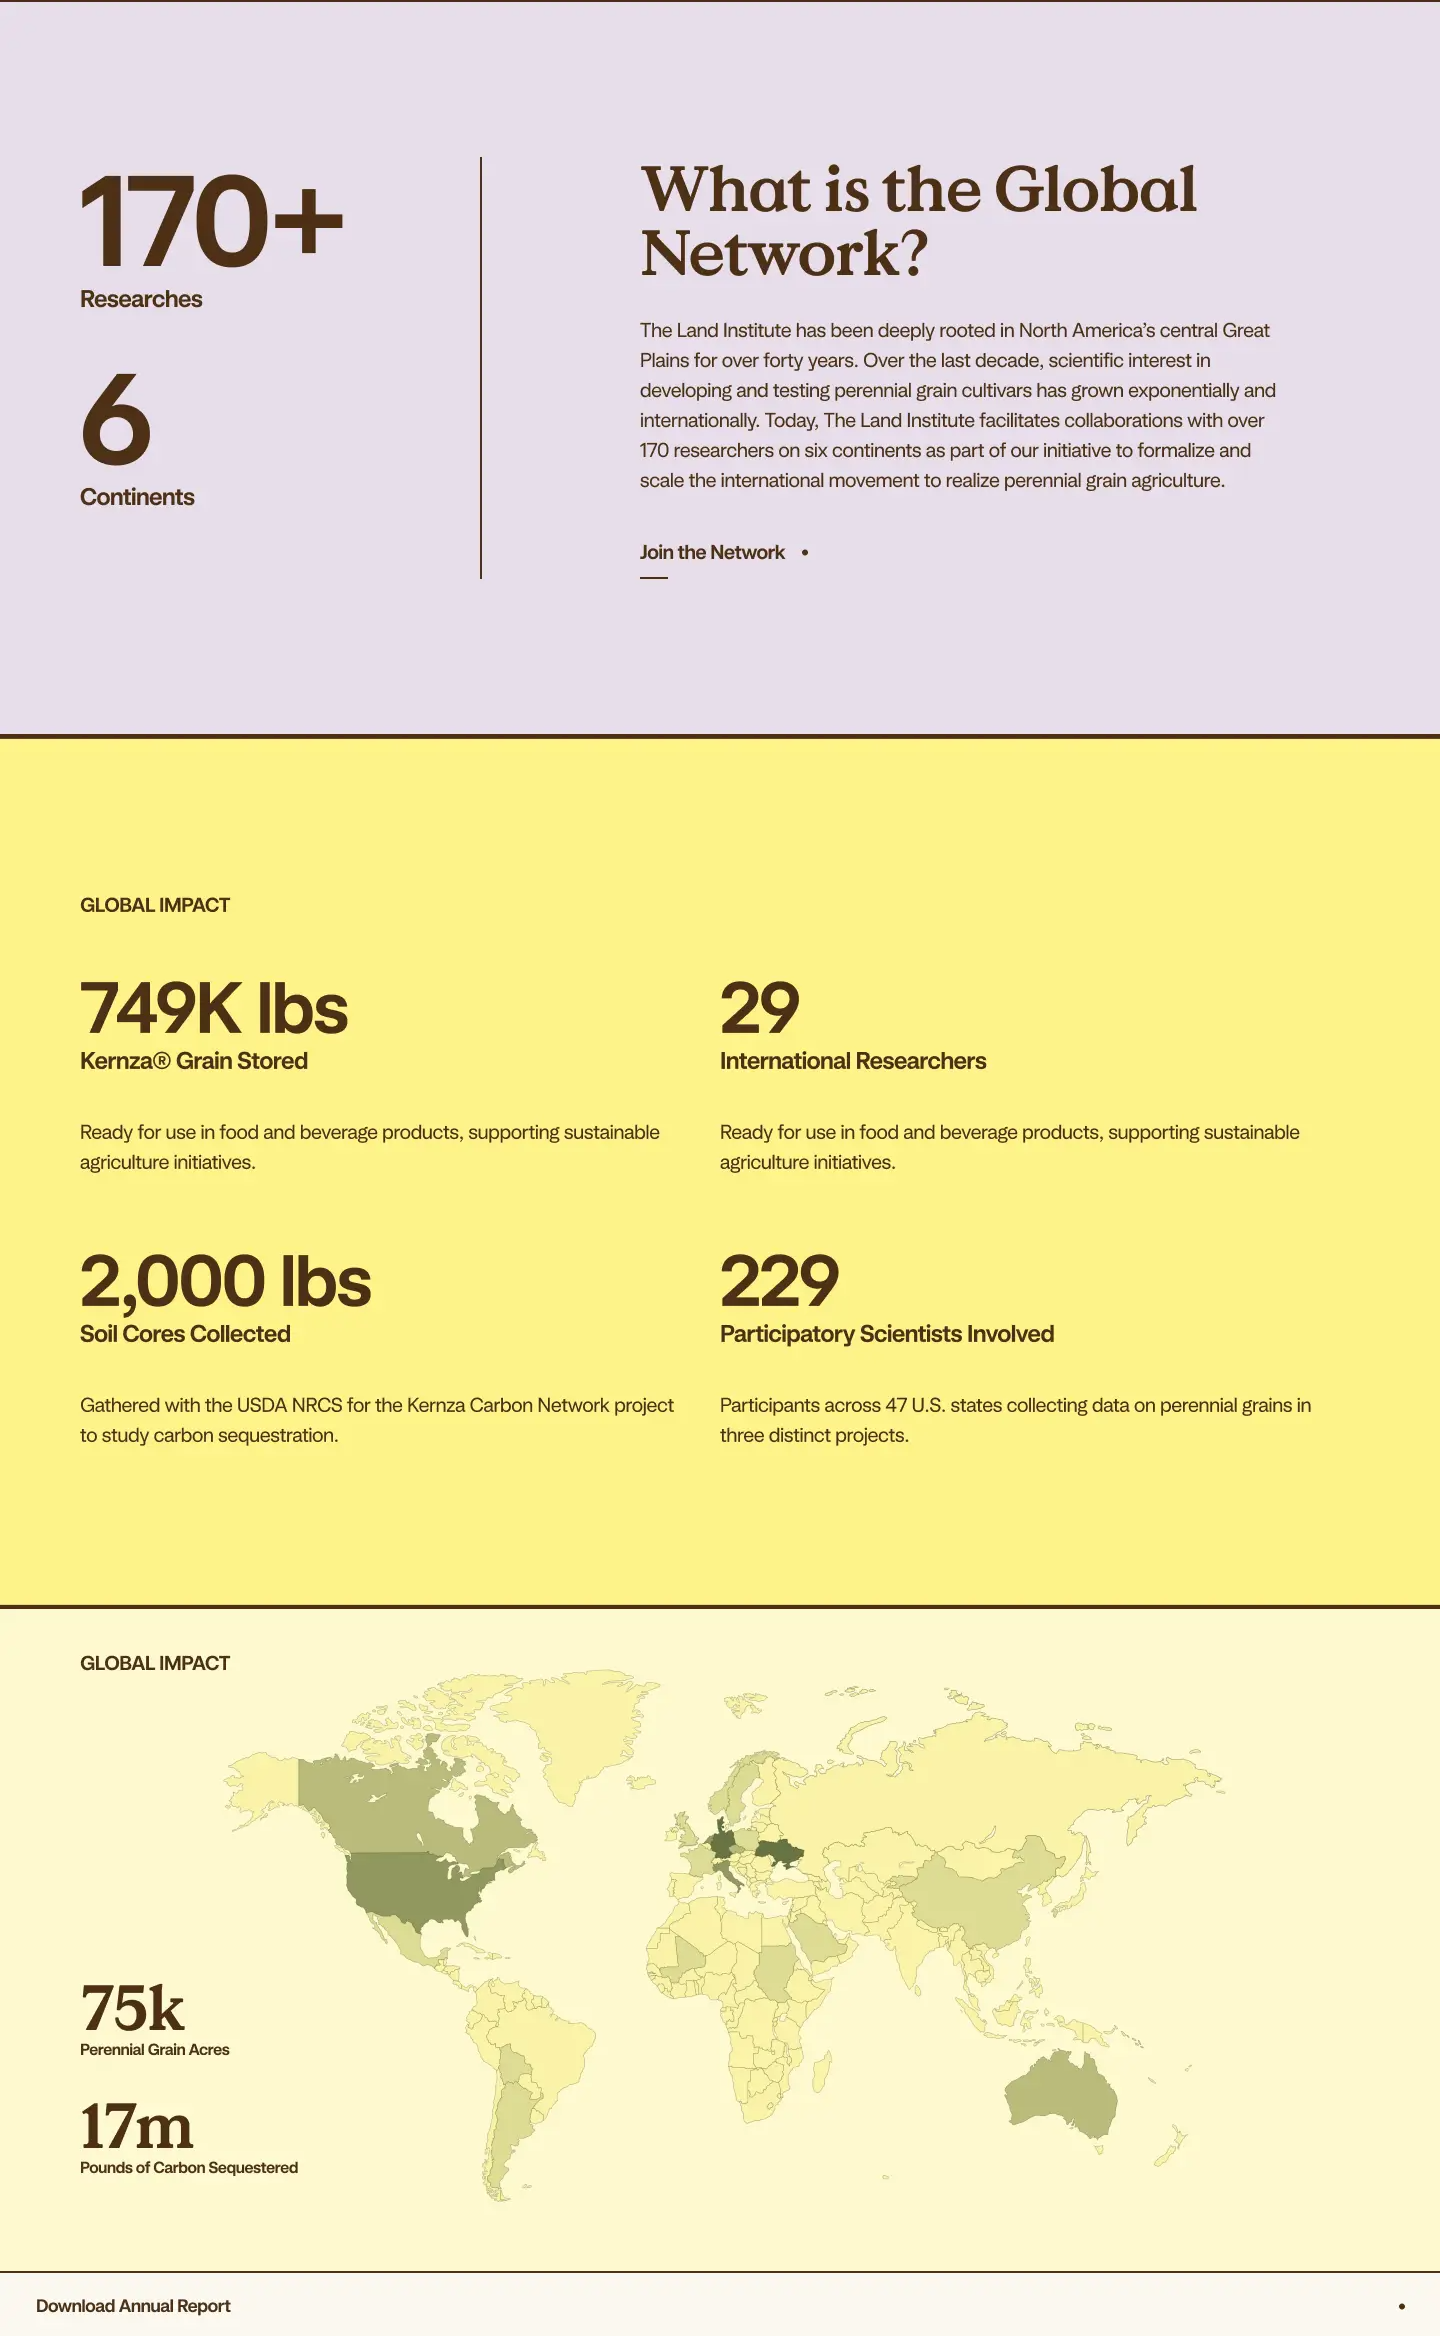 170+
Researches
6
Continents
What is the Global
Network?
The Land Institute has been deeply rooted in North America’s central Great
Plains for over forty years. Over the last decade, scientific interest in
developing and testing perennial grain cultivars has grown exponentially and
internationally. Today, The Land Institute facilitates collaborations with over
170 researchers on six continents as part of our initiative to formalize and
scale the international movement to realize perennial grain agriculture.
Join the Network •
GLOBAL IMPACT
749K lbs
Kernza® Grain Stored
Ready for use in food and beverage products, supporting sustainable
agriculture initiatives.
29
International Researchers
Ready for use in food and beverage products, supporting sustainable
agriculture initiatives.
2,000 lbs
Soil Cores Collected
Gathered with the USDA NRCS for the Kernza Carbon Network project
to study carbon sequestration.
229
Participatory Scientists Involved
Participants across 47 U.S. states collecting data on perennial grains in
three distinct projects.
GLOBAL IMPACT
75k
Perennial Grain Acres
17m
Pounds of Carbon Sequestered
Download Annual Report •